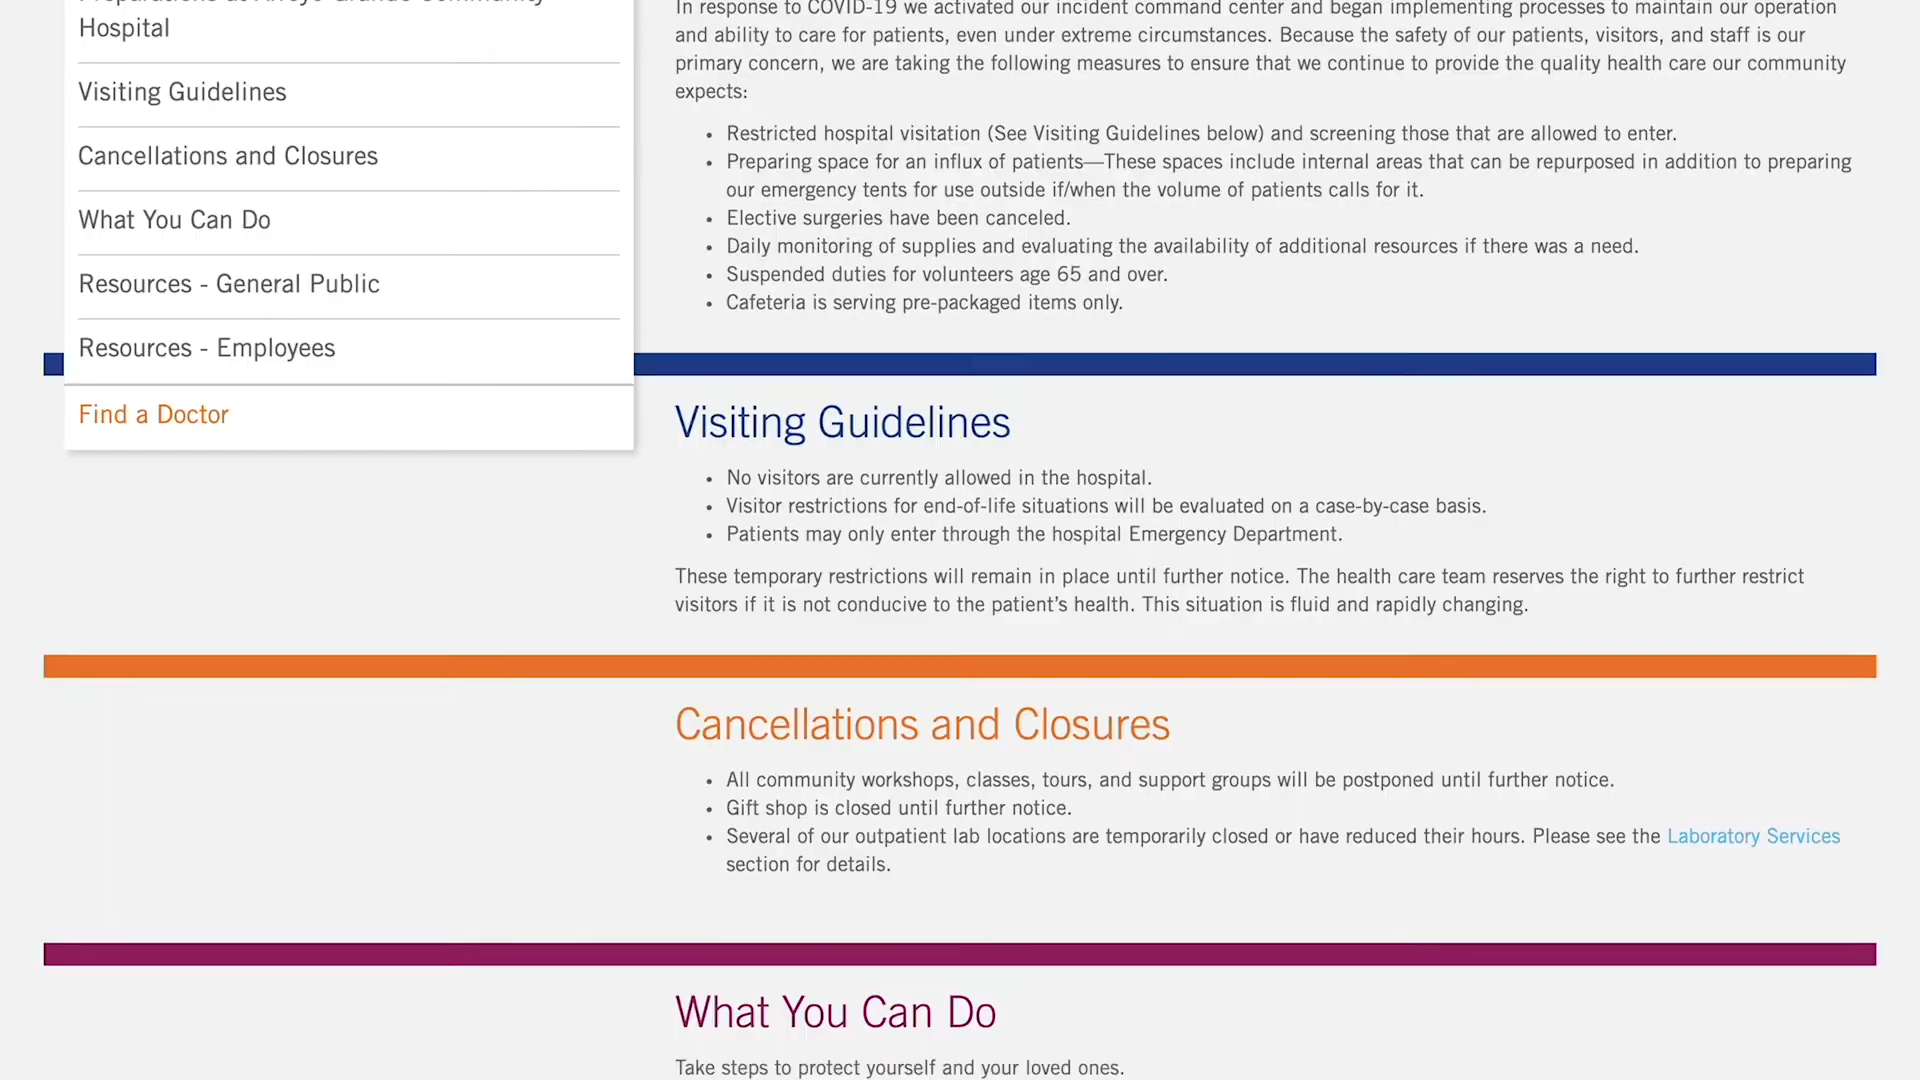 Preparations at Arroyo Grande Community
Hospital
Visiting Guidelines
Cancellations and Closures
What You Can Do
Resources - General Public
Resources - Employees
Find a Doctor
In response to COVID-19 we activated our incident command center and began implementing processes to maintain our operation
and ability to care for patients, even under extreme circumstances. Because the safety of our patients, visitors, and staff is our
primary concern, we are taking the following measures to ensure that we continue to provide the quality health care our community
expects:
• Restricted hospital visitation (See Visiting Guidelines below) and screening those that are allowed to enter.
• Preparing space for an influx of patients—These spaces include internal areas that can be repurposed in addition to preparing
our emergency tents for use outside if/when the volume of patients calls for it.
• Elective surgeries have been canceled.
• Daily monitoring of supplies and evaluating the availability of additional resources if there was a need.
• Suspended duties for volunteers age 65 and over.
• Cafeteria is serving pre-packaged items only.
Visiting Guidelines
• No visitors are currently allowed in the hospital.
• Visitor restrictions for end-of-life situations will be evaluated on a case-by-case basis.
• Patients may only enter through the hospital Emergency Department.
These temporary restrictions will remain in place until further notice. The health care team reserves the right to further restrict
visitors if it is not conducive to the patient’s health. This situation is fluid and rapidly changing.
Cancellations and Closures
• All community workshops, classes, tours, and support groups will be postponed until further notice.
• Gift shop is closed until further notice.
• Several of our outpatient lab locations are temporarily closed or have reduced their hours. Please see the Laboratory Services
section for details.
What You Can Do
Take steps to protect yourself and your loved ones.